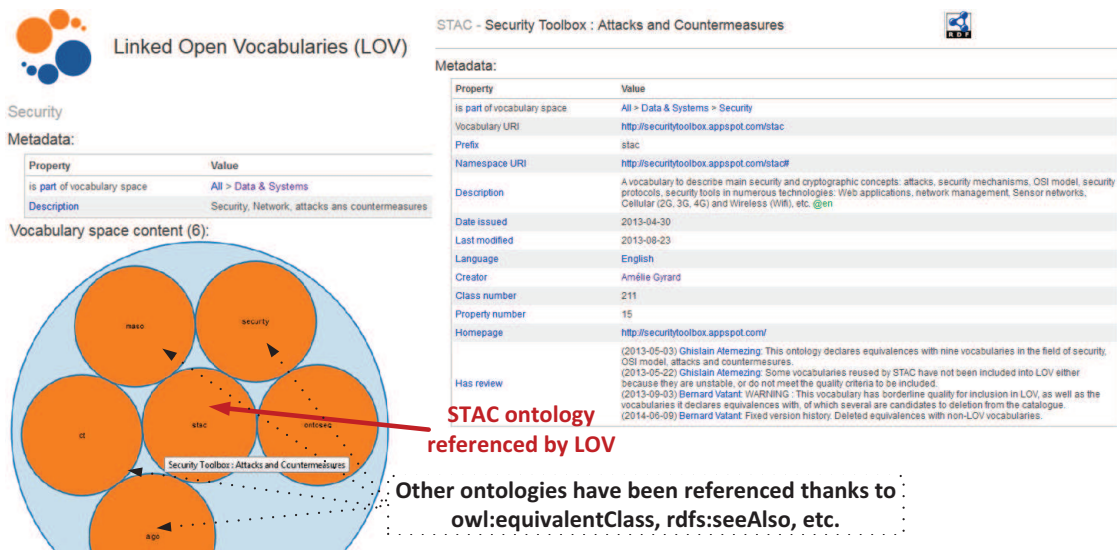 Linked Open Vocabularies (LOV)
Security
Metadata:
Property Value
is part of vocabulary space All > Data & Systems
Description Security, Network, attacks ans countermeasures
Vocabulary space content (6):
maso
security
ct
stac
ontosec
Security Toolbox : Attacks and Countermeasures
algo
STAC - Security Toolbox : Attacks and Countermeasures
RDF
Metadata:
Property Value
is part of vocabulary space All > Data & Systems > Security
Vocabulary URI http://securitytoolbox.appspot.com/stac
Prefix stac
Namespace URI http://securitytoolbox.appspot.com/stac#
Description A vocabulary to describe main security and cryptographic concepts: attacks, security mechanisms, OSI model, security
protocols, security tools in numerous technologies: Web applications, network management, Sensor networks,
Cellular (2G, 3G, 4G) and Wireless (Wifi), etc. @en
Date issued 2013-04-30
Last modified 2013-08-23
Language English
Creator Amélie Gyrard
Class number 211
Property number 15
Homepage http://securitytoolbox.appspot.com/
Has review (2013-05-03) Ghislain Atemezing: This ontology declares equivalences with nine vocabularies in the field of security,
OSI model, attacks and countermesures.
(2013-05-22) Ghislain Atemezing: Some vocabularies reused by STAC have not been included into LOV either
because they are unstable, or do not meet the quality criteria to be included.
(2013-09-03) Bernard Vatant: WARNING : This vocabulary has borderline quality for inclusion in LOV, as well as the
vocabularies it declares equivalences with, of which several are candidates to deletion from the catalogue.
(2014-06-09) Bernard Vatant: Fixed version history. Deleted equivalences with non-LOV vocabularies.
STAC ontology
referenced by LOV
Other ontologies have been referenced thanks to
owl:equivalentClass, rdfs:seeAlso, etc.